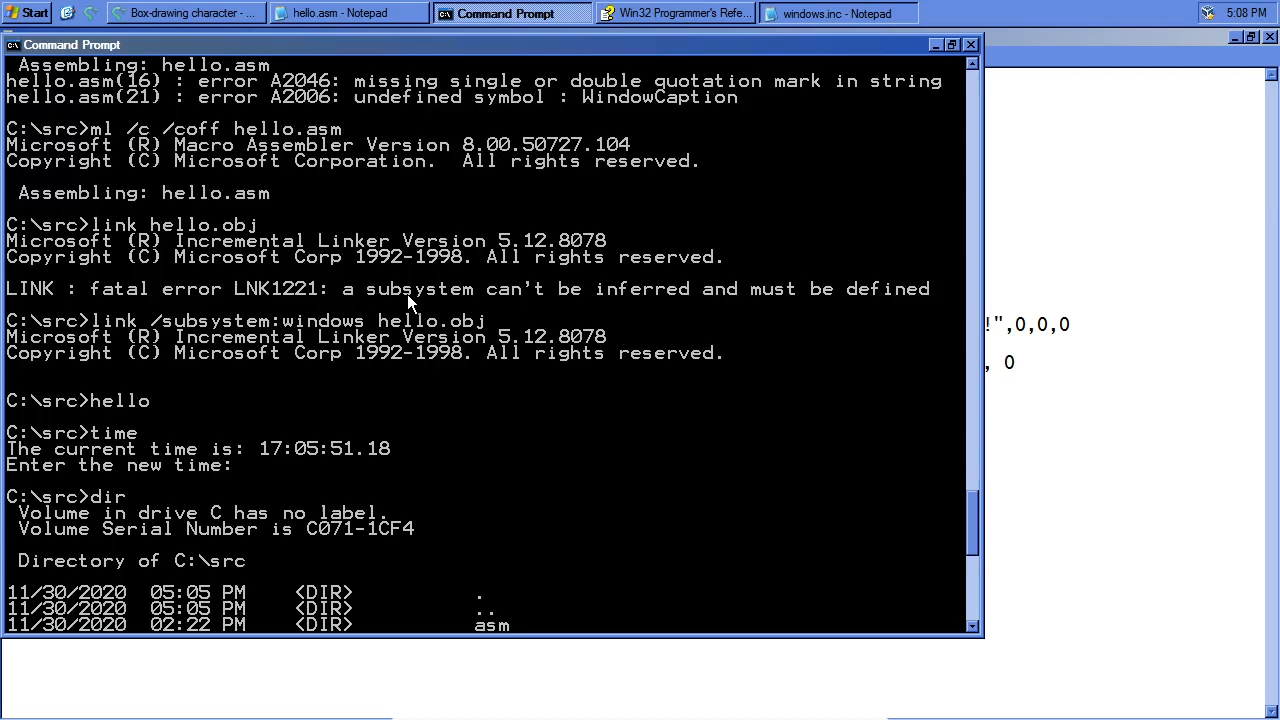 Start
Box-drawing character - ...
hello.asm - Notepad
Command Prompt
Win32 Programmer's Refe...
windows.inc - Notepad
5:08 PM
Command Prompt
Assembling: hello.asm
hello.asm(16) : error A2046: missing single or double quotation mark in string
hello.asm(21) : error A2006: undefined symbol : WindowCaption
C:\src>ml /c /coff hello.asm
Microsoft (R) Macro Assembler Version 8.00.50727.104
Copyright (C) Microsoft Corporation.  All rights reserved.
Assembling: hello.asm
C:\src>link hello.obj
Microsoft (R) Incremental Linker Version 5.12.8078
Copyright (C) Microsoft Corp 1992-1998. All rights reserved.
LINK : fatal error LNK1221: a subsystem can't be inferred and must be defined
!",0,0,0
C:\src>link /subsystem:windows hello.obj
Microsoft (R) Incremental Linker Version 5.12.8078
Copyright (C) Microsoft Corp 1992-1998. All rights reserved.
, 0
C:\src>hello
C:\src>time
The current time is: 17:05:51.18
Enter the new time:
C:\src>dir
Volume in drive C has no label.
Volume Serial Number is C071-1CF4
Directory of C:\src
11/30/2020  05:05 PM    <DIR>          .
11/30/2020  05:05 PM    <DIR>          ..
11/30/2020  02:22 PM    <DIR>          asm